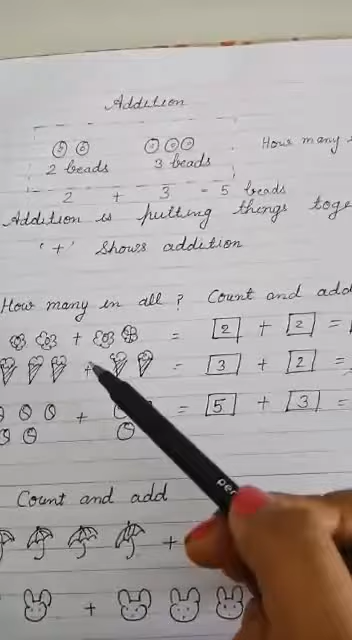 Addition
2 beads 3 beads How many
2 + 3 = 5 beads
Addition is putting things
'+' Shows addition
How many in all? Count and add
+ = 2 + 2 =
+ = 3 + 2 =
+ = 5 + 3 =
Count and add
+
+